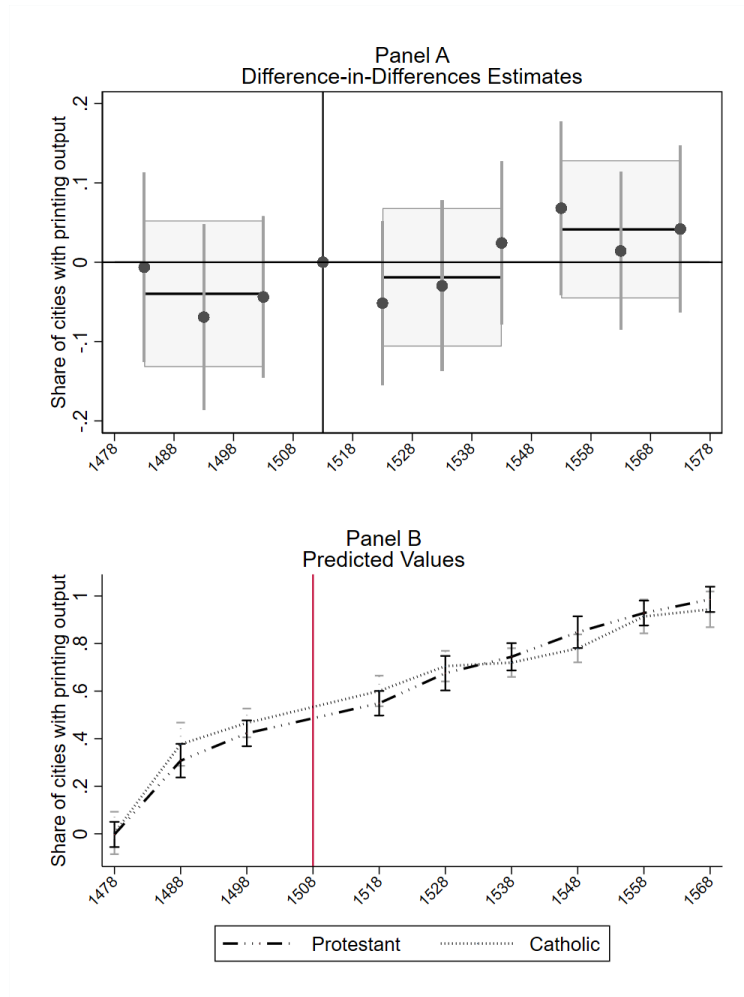 Panel A
Difference-in-Differences Estimates
Share of cities with printing output
.2
.1
0
-.1
-.2
1478 1488 1498 1508 1518 1528 1538 1548 1558 1568 1578
Panel B
Predicted Values
Share of cities with printing output
1
.8
.6
.4
.2
0
1478 1488 1498 1508 1518 1528 1538 1548 1558 1568
Protestant Catholic